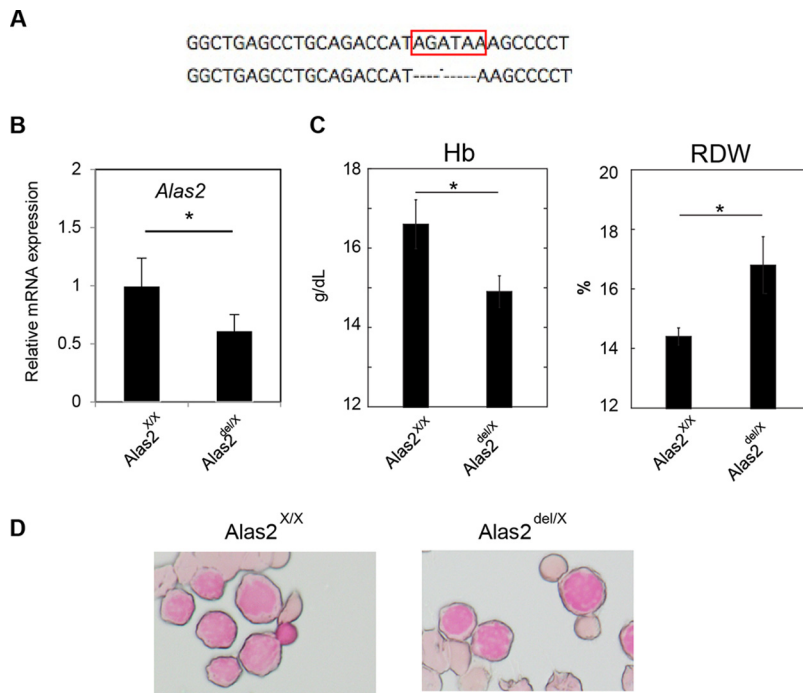 A
GGCTGAGCCTGCAGACCATAGATAAAGCCCCT
GGCTGAGCCTGCAGACCAT---------AAGCCCCT
B
2
1.5
1
0.5
0
Relative mRNA expression
Alas2
*
Alas2X/X
Alas2del/X
C
Hb
18
16
14
12
g/dL
*
Alas2X/X
Alas2del/X
RDW
20
18
16
14
12
%
*
Alas2X/X
Alas2del/X
D
Alas2X/X
Alas2del/X